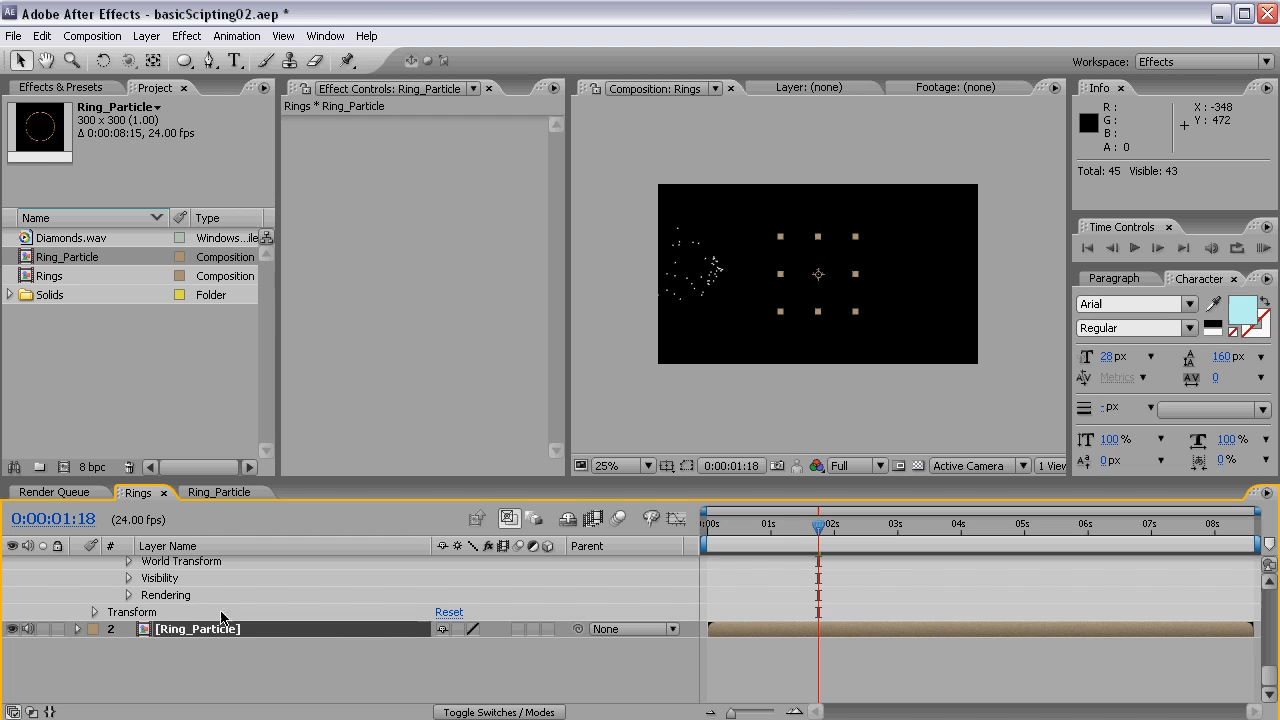 Adobe After Effects - basicScipting02.aep *
File Edit Composition Layer Effect Animation View Window Help
Workspace: Effects
Effects & Presets Project
Ring_Particle
300 x 300 (1.00)
Δ 0:00:08:15, 24.00 fps
Name Type
Diamonds.wav Windows...ile
Ring_Particle Composition
Rings Composition
Solids Folder
8 bpc
Effect Controls: Ring_Particle
Rings * Ring_Particle
Composition: Rings Layer: (none) Footage: (none)
25% 0:00:01:18 Full Active Camera 1 View
Info
R :
G :
B :
A : 0
X : -348
Y : 472
Total: 45 Visible: 43
Time Controls
Paragraph Character
Arial
Regular
28 px 160 px
Metrics 0
- px
100 % 100 %
0 px 0 %
Render Queue Rings Ring_Particle
0:00:01:18 (24.00 fps)
:00s 01s 02s 03s 04s 05s 06s 07s 08s
# Layer Name Parent
World Transform
Visibility
Rendering
Transform Reset
2 [Ring_Particle] None
Toggle Switches / Modes